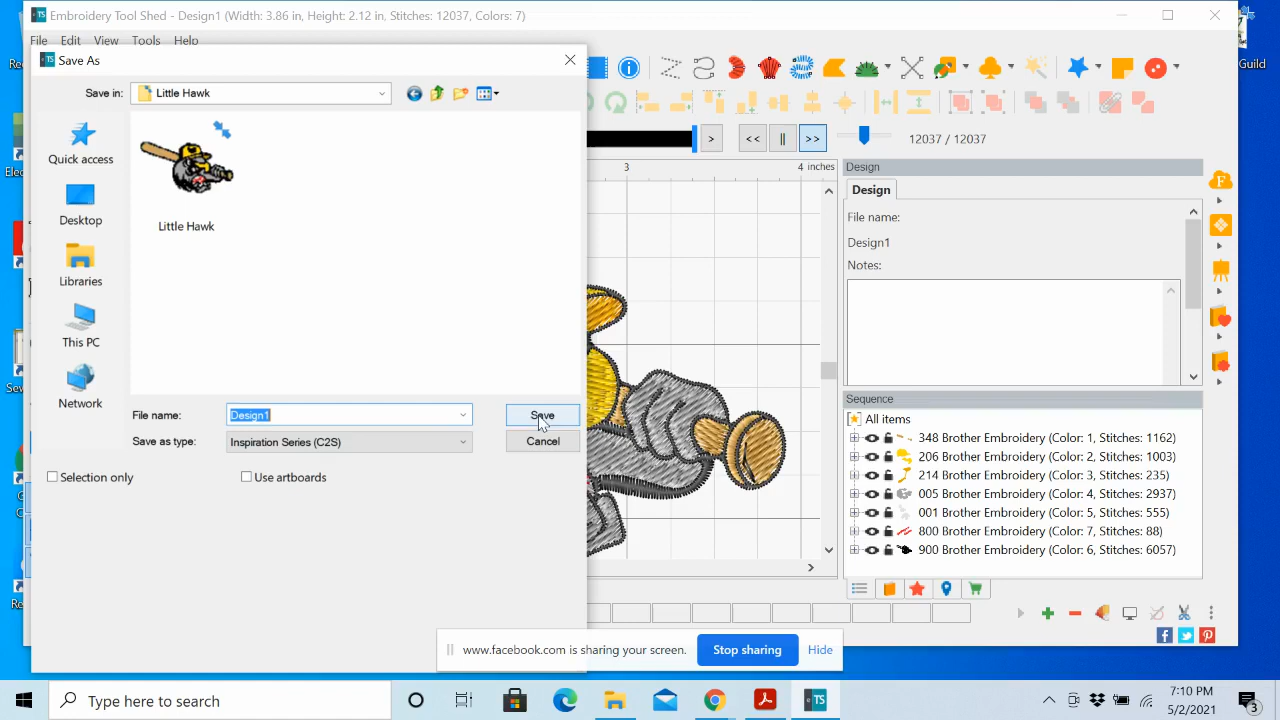 TS Embroidery Tool Shed - Design1 (Width: 3.86 in, Height: 2.12 in, Stitches: 12037, Colors: 7)
File Edit View Tools Help
TS Save As
Save in: Little Hawk
Quick access
Desktop
Libraries
This PC
Network
Little Hawk
File name: Design1 Save
Save as type: Inspiration Series (C2S) Cancel
Selection only Use artboards
> << || >> 12037 / 12037
3 4 inches
Design
Design
File name:
Design1
Notes:
Sequence
All items
348 Brother Embroidery (Color: 1, Stitches: 1162)
206 Brother Embroidery (Color: 2, Stitches: 1003)
214 Brother Embroidery (Color: 3, Stitches: 235)
005 Brother Embroidery (Color: 4, Stitches: 2937)
001 Brother Embroidery (Color: 5, Stitches: 555)
800 Brother Embroidery (Color: 7, Stitches: 88)
900 Brother Embroidery (Color: 6, Stitches: 6057)
Guild
www.facebook.com is sharing your screen. Stop sharing Hide
Type here to search
TS
7:10 PM
5/2/2021
3